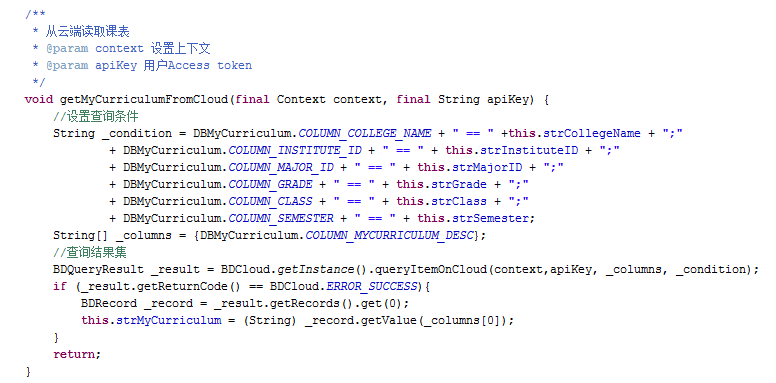 /**
 * 从云端读取课表
 * @param context 设置上下文
 * @param apiKey 用户Access token
 */
void getMyCurriculumFromCloud(final Context context, final String apiKey) {
    //设置查询条件
    String _condition = DBMyCurriculum.COLUMN_COLLEGE_NAME + " == " +this.strCollegeName + ";"
            + DBMyCurriculum.COLUMN_INSTITUTE_ID + " == " + this.strInstituteID + ";"
            + DBMyCurriculum.COLUMN_MAJOR_ID + " == " + this.strMajorID + ";"
            + DBMyCurriculum.COLUMN_GRADE + " == " + this.strGrade + ";"
            + DBMyCurriculum.COLUMN_CLASS + " == " + this.strClass + ";"
            + DBMyCurriculum.COLUMN_SEMESTER + " == " + this.strSemester;
    String[] _columns = {DBMyCurriculum.COLUMN_MYCURRICULUM_DESC};
    //查询结果集
    BDQueryResult _result = BDCloud.getInstance().queryItemOnCloud(context,apiKey, _columns, _condition);
    if (_result.getReturnCode() == BDCloud.ERROR_SUCCESS){
        BDRecord _record = _result.getRecords().get(0);
        this.strMyCurriculum = (String) _record.getValue(_columns[0]);
    }
    return;
}